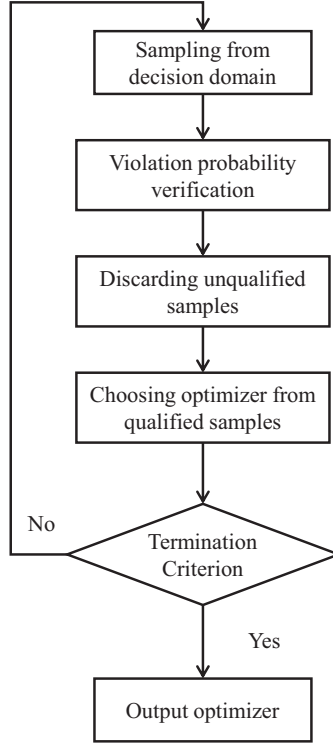 Sampling from
decision domain
Violation probability
verification
Discarding unqualified
samples
Choosing optimizer from
qualified samples
No
Termination
Criterion
Yes
Output optimizer